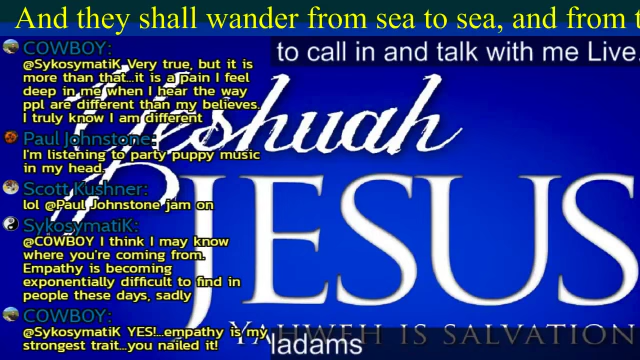 And they shall wander from sea to sea, and from t
to call in and talk with me Live.
COWBOY:
@SykosymatiK Very true, but it is
more than that...it is a pain I feel
deep in me when I hear the way
ppl are different than my believes.
I truly know I am different
Paul Johnstone:
I'm listening to party puppy music
in my head.
Scott Kushner:
lol @Paul Johnstone jam on
SykosymatiK:
@COWBOY I think I may know
where you're coming from.
Empathy is becoming
exponentially difficult to find in
people these days, sadly
COWBOY:
@SykosymatiK YES!...empathy is my
strongest trait...you nailed it!
Yeshuah
JESUS
YAHWEH IS SALVATION
ladams